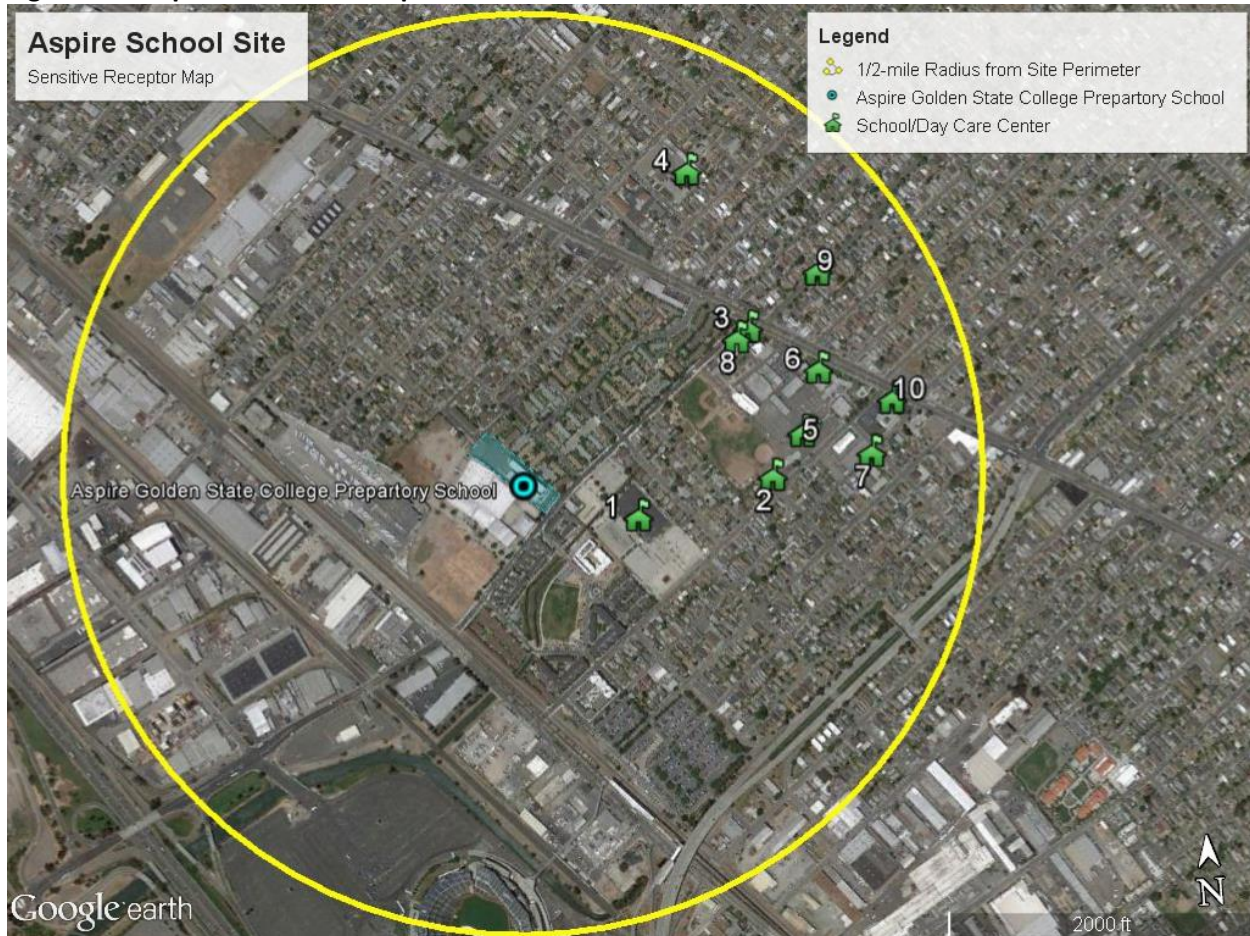 Aspire School Site
Sensitive Receptor Map
Legend
1/2-mile Radius from Site Perimeter
Aspire Golden State College Prepartory School
School/Day Care Center
4
9
3
8
6
10
5
7
2
Aspire Golden State College Prepartory School
1
N
Google earth
2000 ft